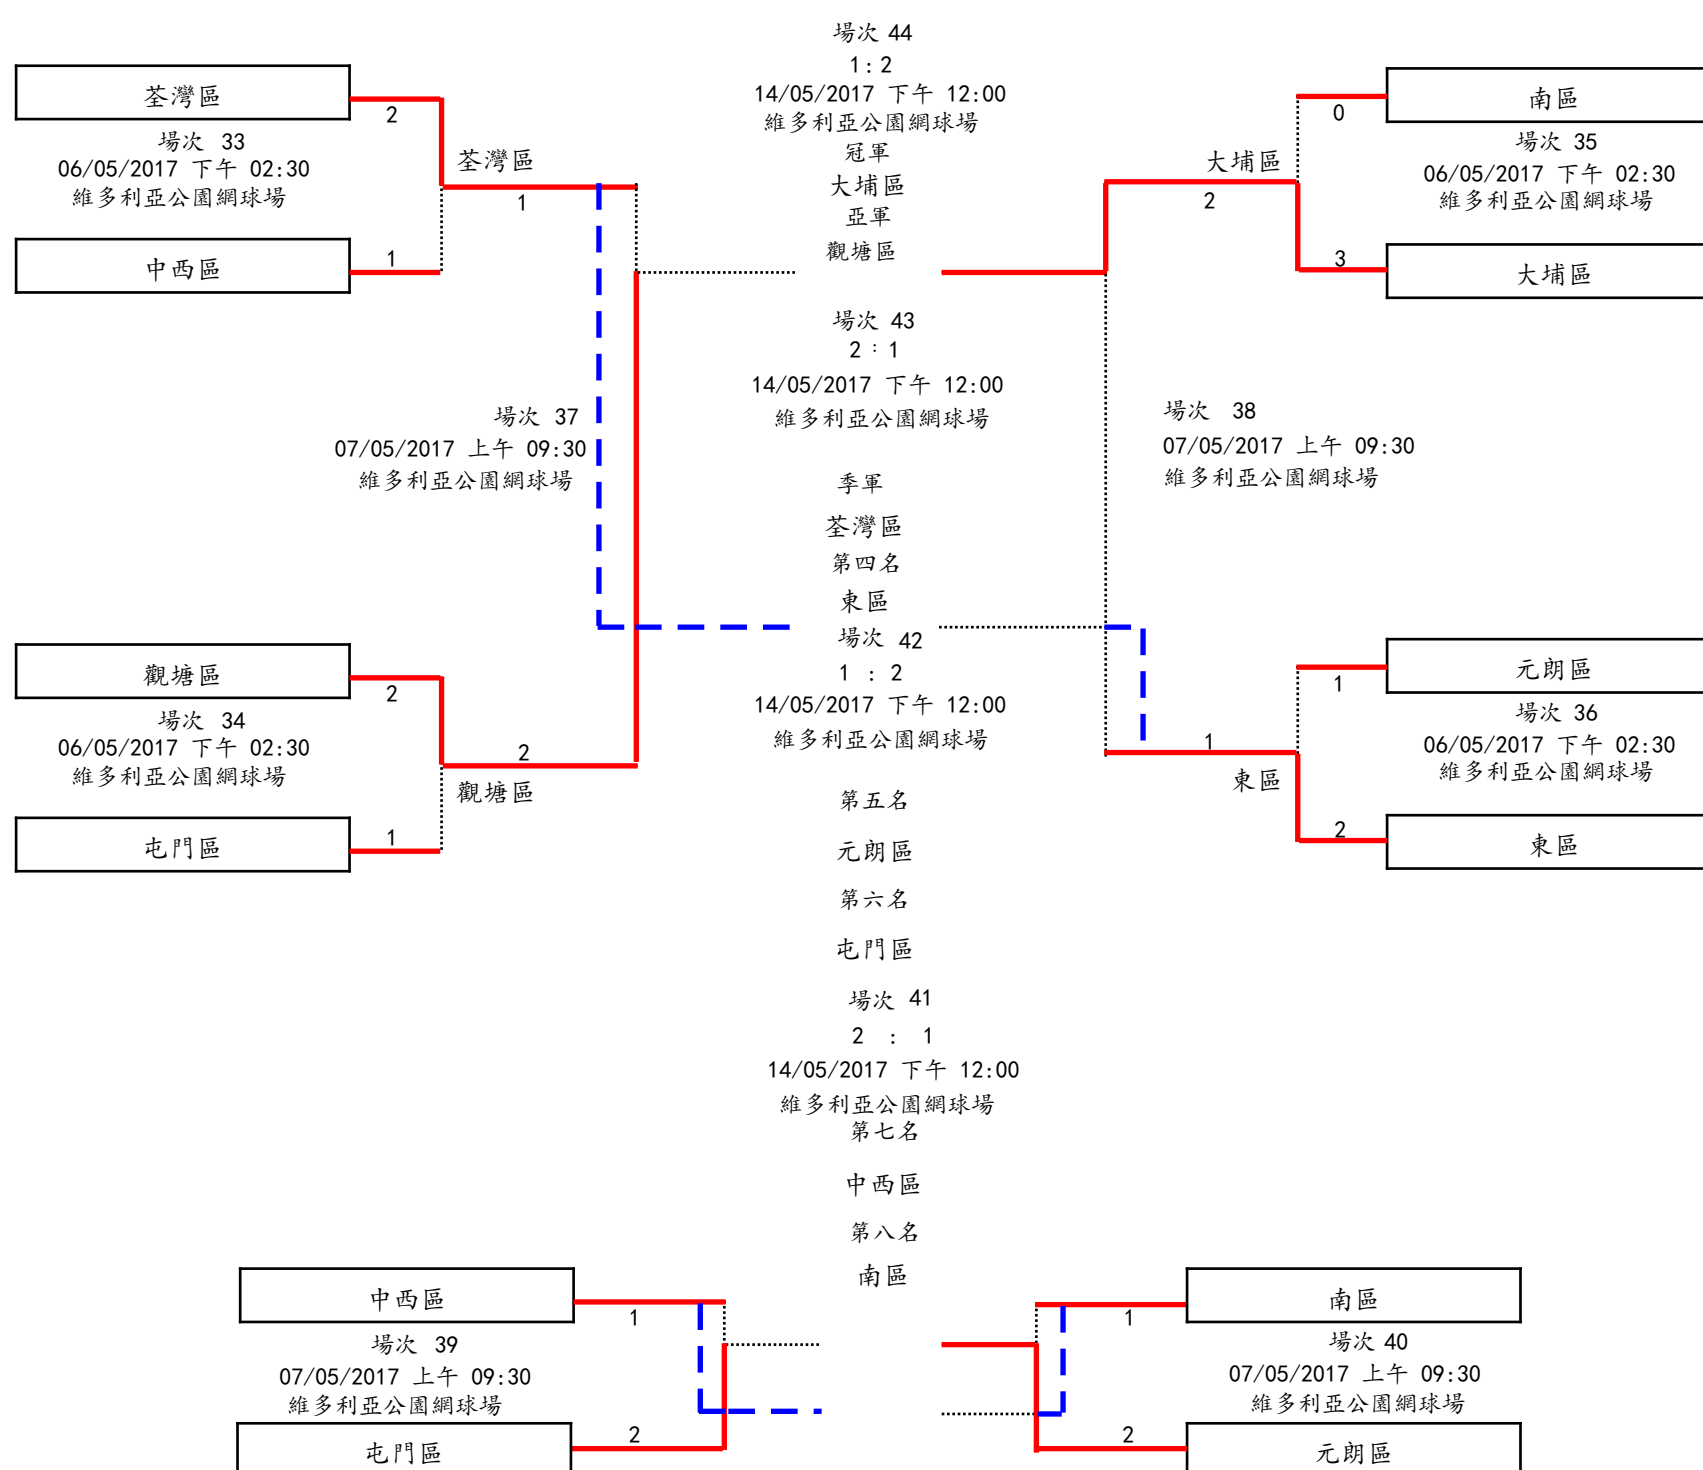 場次 44
1:2
14/05/2017 下午 12:00
維多利亞公園網球場
冠軍
大埔區
亞軍
觀塘區
荃灣區
2
場次 33
06/05/2017 下午 02:30
維多利亞公園網球場
中西區
1
荃灣區
1
大埔區
2
南區
0
場次 35
06/05/2017 下午 02:30
維多利亞公園網球場
3
大埔區
場次 43
2:1
14/05/2017 下午 12:00
維多利亞公園網球場
場次 37
07/05/2017 上午 09:30
維多利亞公園網球場
場次 38
07/05/2017 上午 09:30
維多利亞公園網球場
季軍
荃灣區
第四名
東區
場次 42
1 : 2
14/05/2017 下午 12:00
維多利亞公園網球場
觀塘區
2
場次 34
06/05/2017 下午 02:30
維多利亞公園網球場
屯門區
1
2
觀塘區
1
東區
元朗區
1
場次 36
06/05/2017 下午 02:30
維多利亞公園網球場
2
東區
第五名
元朗區
第六名
屯門區
場次 41
2 : 1
14/05/2017 下午 12:00
維多利亞公園網球場
第七名
中西區
第八名
南區
中西區
1
場次 39
07/05/2017 上午 09:30
維多利亞公園網球場
屯門區
2
南區
1
場次 40
07/05/2017 上午 09:30
維多利亞公園網球場
2
元朗區